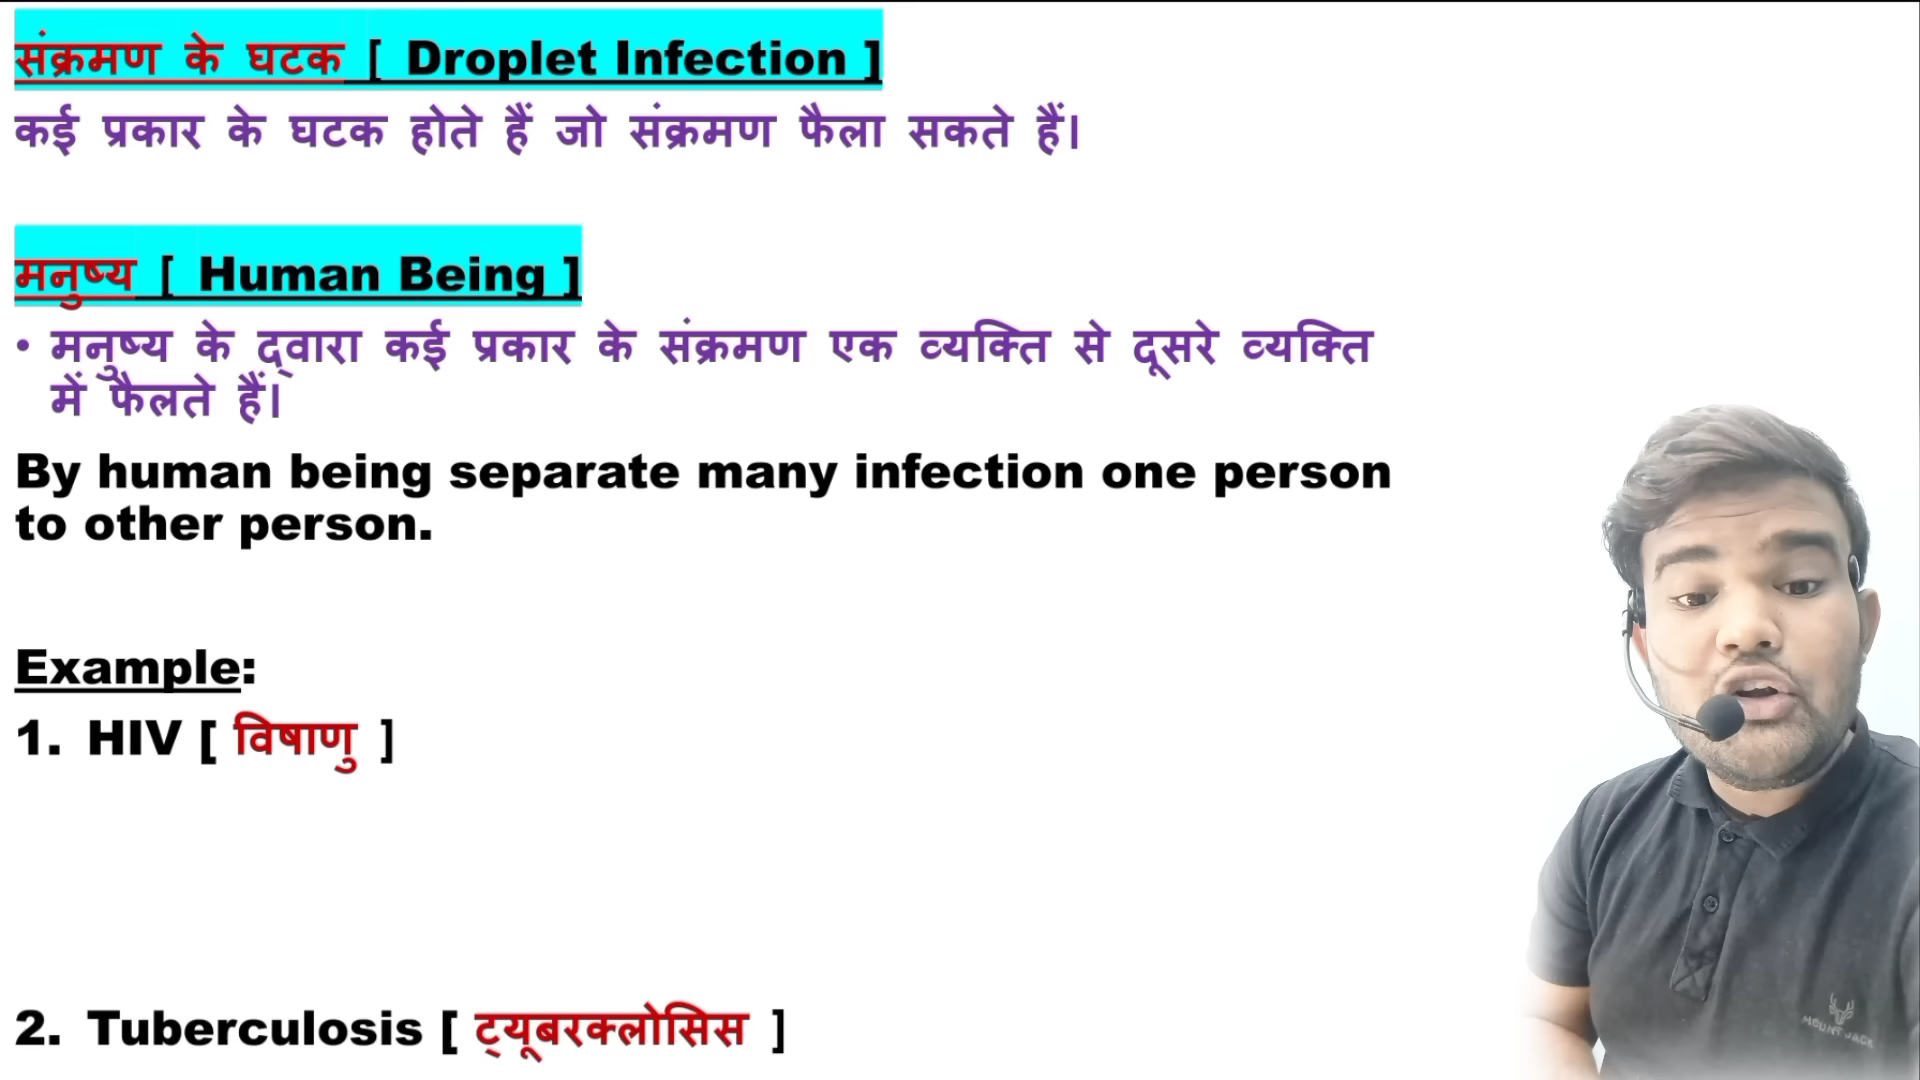 संक्रमण के घटक [ Droplet Infection ]
कई प्रकार के घटक होते हैं जो संक्रमण फैला सकते हैं।
मनुष्य [ Human Being ]
• मनुष्य के द्वारा कई प्रकार के संक्रमण एक व्यक्ति से दूसरे व्यक्ति
में फैलते हैं।
By human being separate many infection one person
to other person.
Example:
1. HIV [ विषाणु ]
2. Tuberculosis [ ट्यूबरक्लोसिस ]
MOUNT JACK